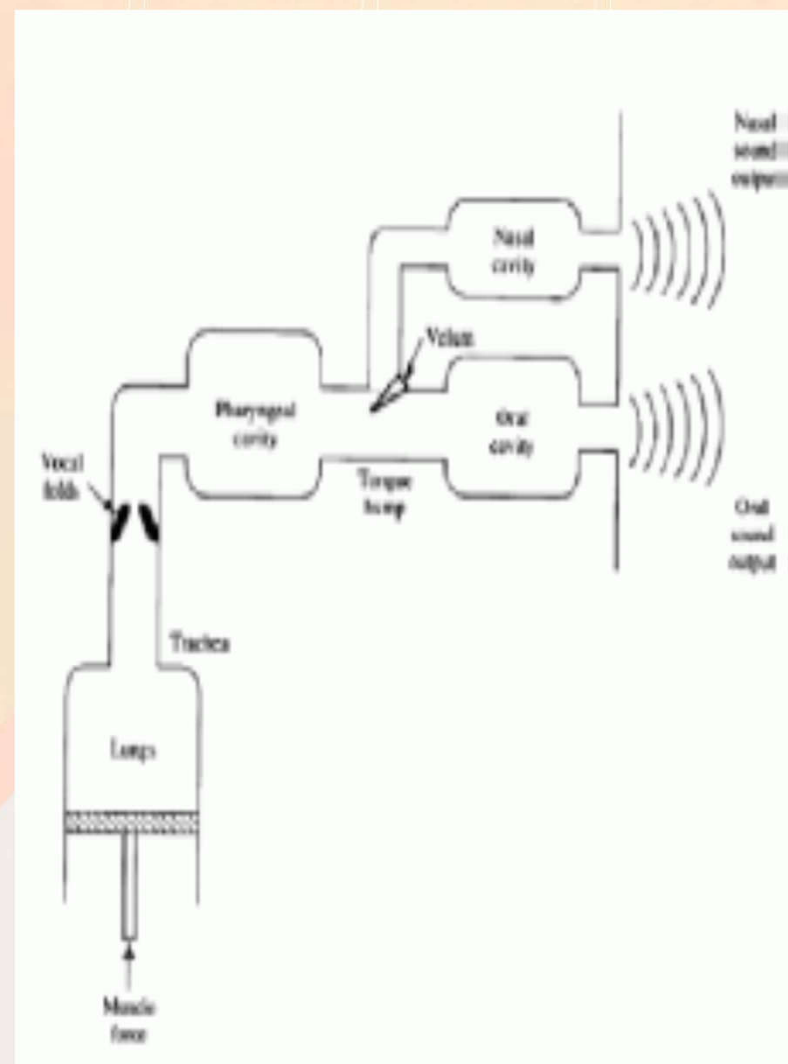 Nasal
sound
output
Nasal
cavity
Velum
Pharyngeal
cavity
Oral
cavity
Vocal
folds
Tongue
hump
Oral
sound
output
Trachea
Lungs
Muscle
force